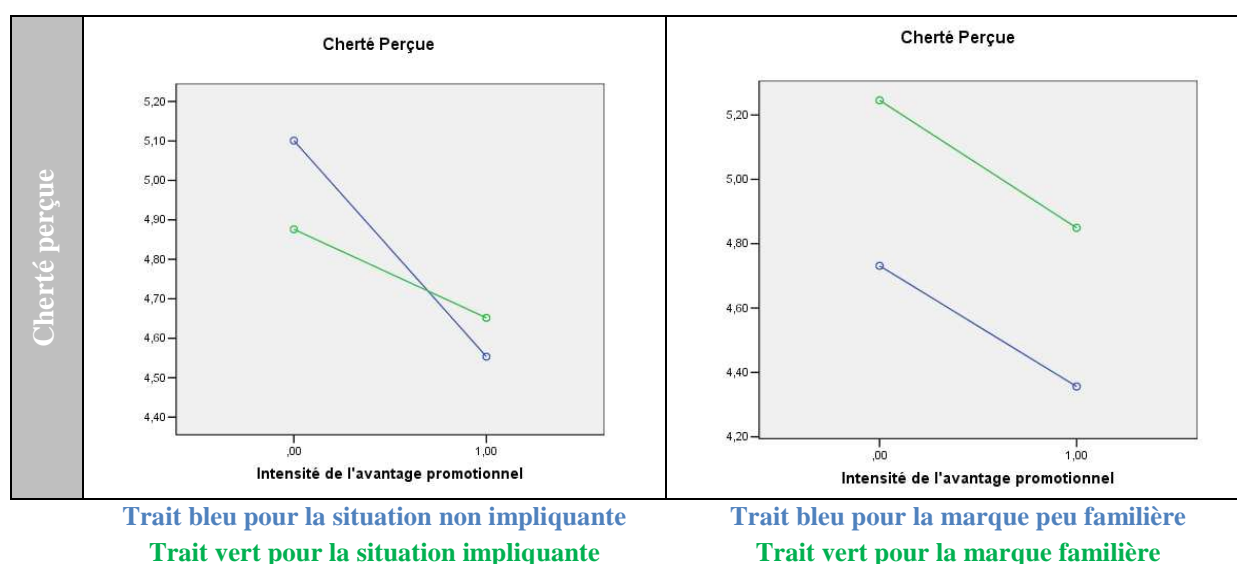 Cherté perçue
Cherté Perçue
5,20
5,10
5,00
4,90
4,80
4,70
4,60
4,50
4,40
,00 1,00
Intensité de l'avantage promotionnel
Cherté Perçue
5,20
5,00
4,80
4,60
4,40
4,20
,00 1,00
Intensité de l'avantage promotionnel
Trait bleu pour la situation non impliquante
Trait vert pour la situation impliquante
Trait bleu pour la marque peu familière
Trait vert pour la marque familière